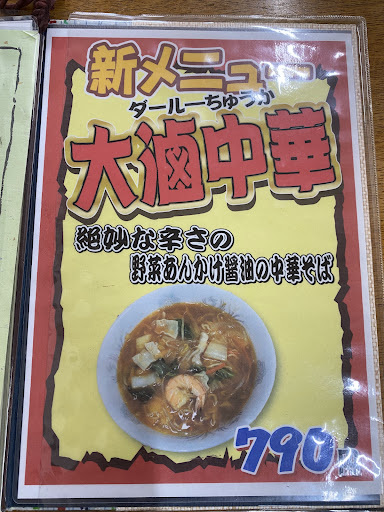 新メニュー
ダールーちゅうか
大滷中華
絶妙な辛さの
野菜あんかけ醤油の中華そば
790